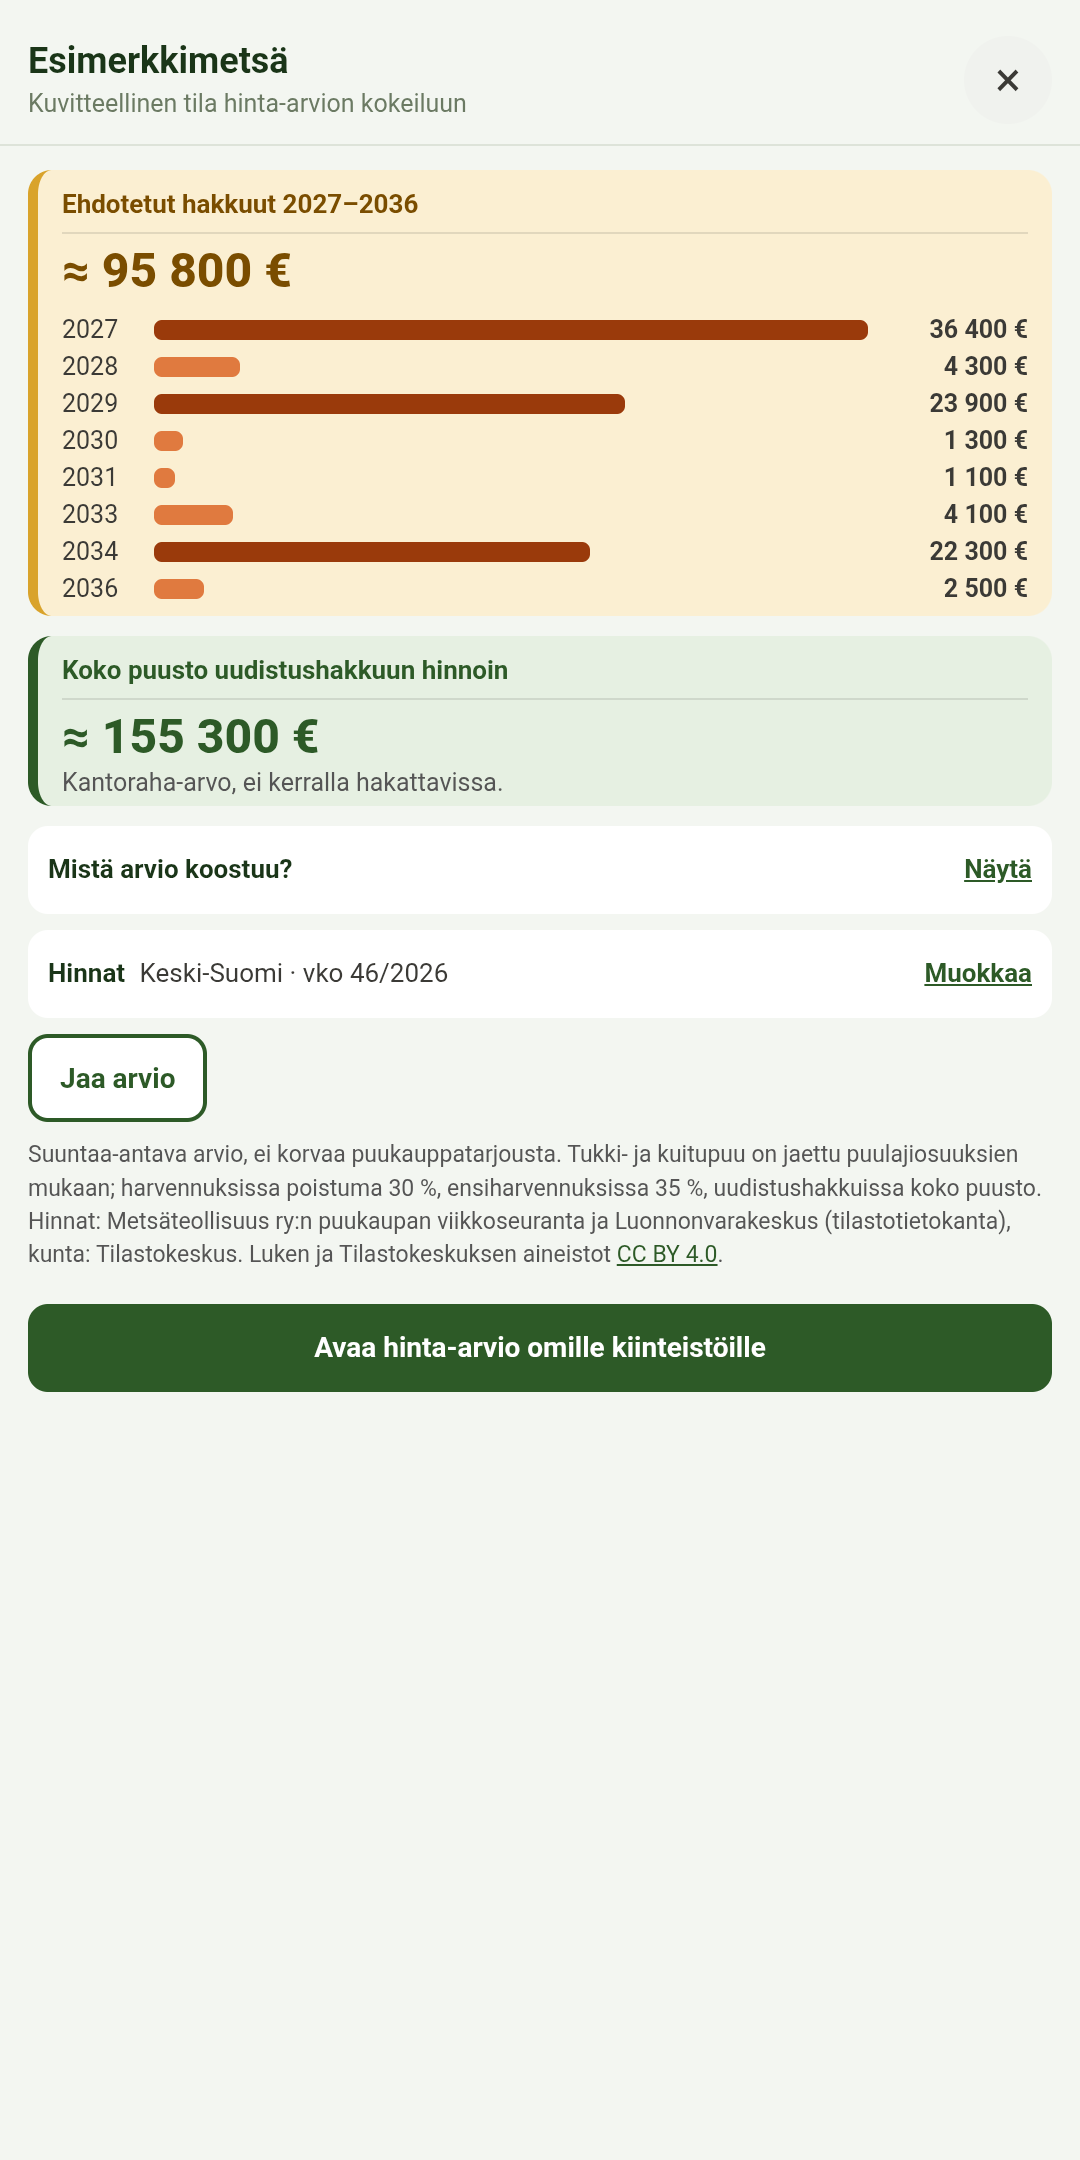 Esimerkkimetsä
Kuvitteellinen tila hinta-arvion kokeiluun
×
Ehdotetut hakkuut 2027–2036
≈ 95 800 €
2027 36 400 €
2028 4 300 €
2029 23 900 €
2030 1 300 €
2031 1 100 €
2033 4 100 €
2034 22 300 €
2036 2 500 €
Koko puusto uudistushakkuun hinnoin
≈ 155 300 €
Kantoraha-arvo, ei kerralla hakattavissa.
Mistä arvio koostuu? Näytä
Hinnat Keski-Suomi · vko 46/2026 Muokkaa
Jaa arvio
Suuntaa-antava arvio, ei korvaa puukauppatarjousta. Tukki- ja kuitupuu on jaettu puulajiosuuksien
mukaan; harvennuksissa poistuma 30 %, ensiharvennuksissa 35 %, uudistushakkuissa koko puusto.
Hinnat: Metsäteollisuus ry:n puukaupan viikkoseuranta ja Luonnonvarakeskus (tilastotietokanta),
kunta: Tilastokeskus. Luken ja Tilastokeskuksen aineistot CC BY 4.0.
Avaa hinta-arvio omille kiinteistöille